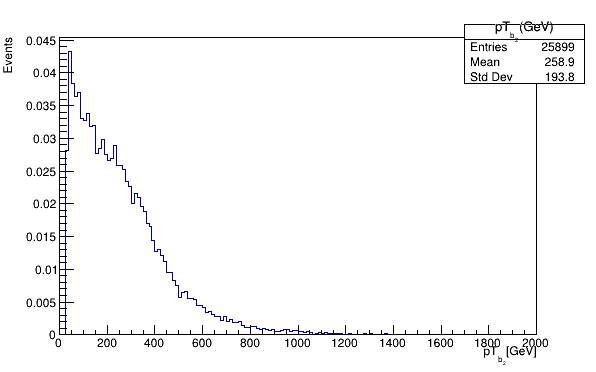 pT_b_2 (GeV)
Entries 25899
Mean 258.9
Std Dev 193.8
Events
0.045
0.04
0.035
0.03
0.025
0.02
0.015
0.01
0.005
0
0 200 400 600 800 1000 1200 1400 1600 1800 2000
pT_b_2 [GeV]